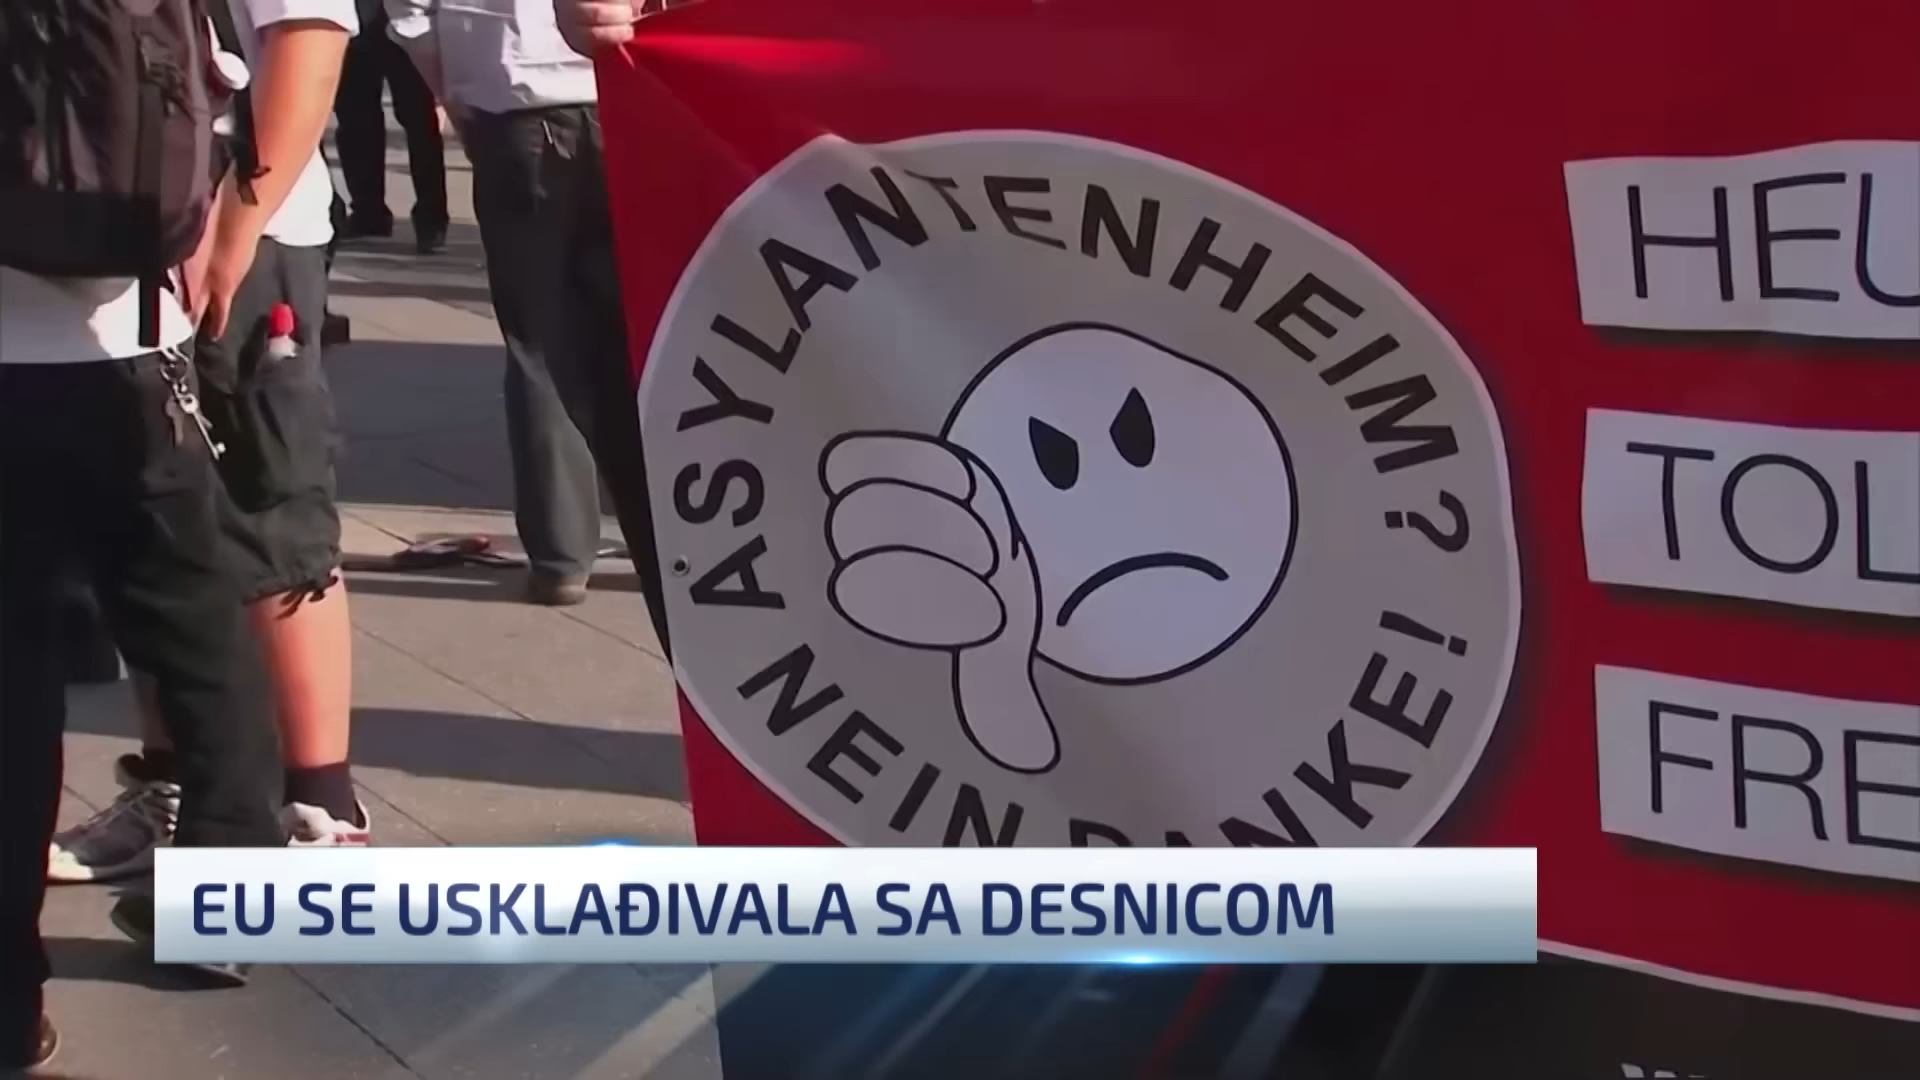 ASYLANTENHEIM?
NEIN DANKE!
HEU
TOL
FRE
EU SE USKLAĐIVALA SA DESNICOM